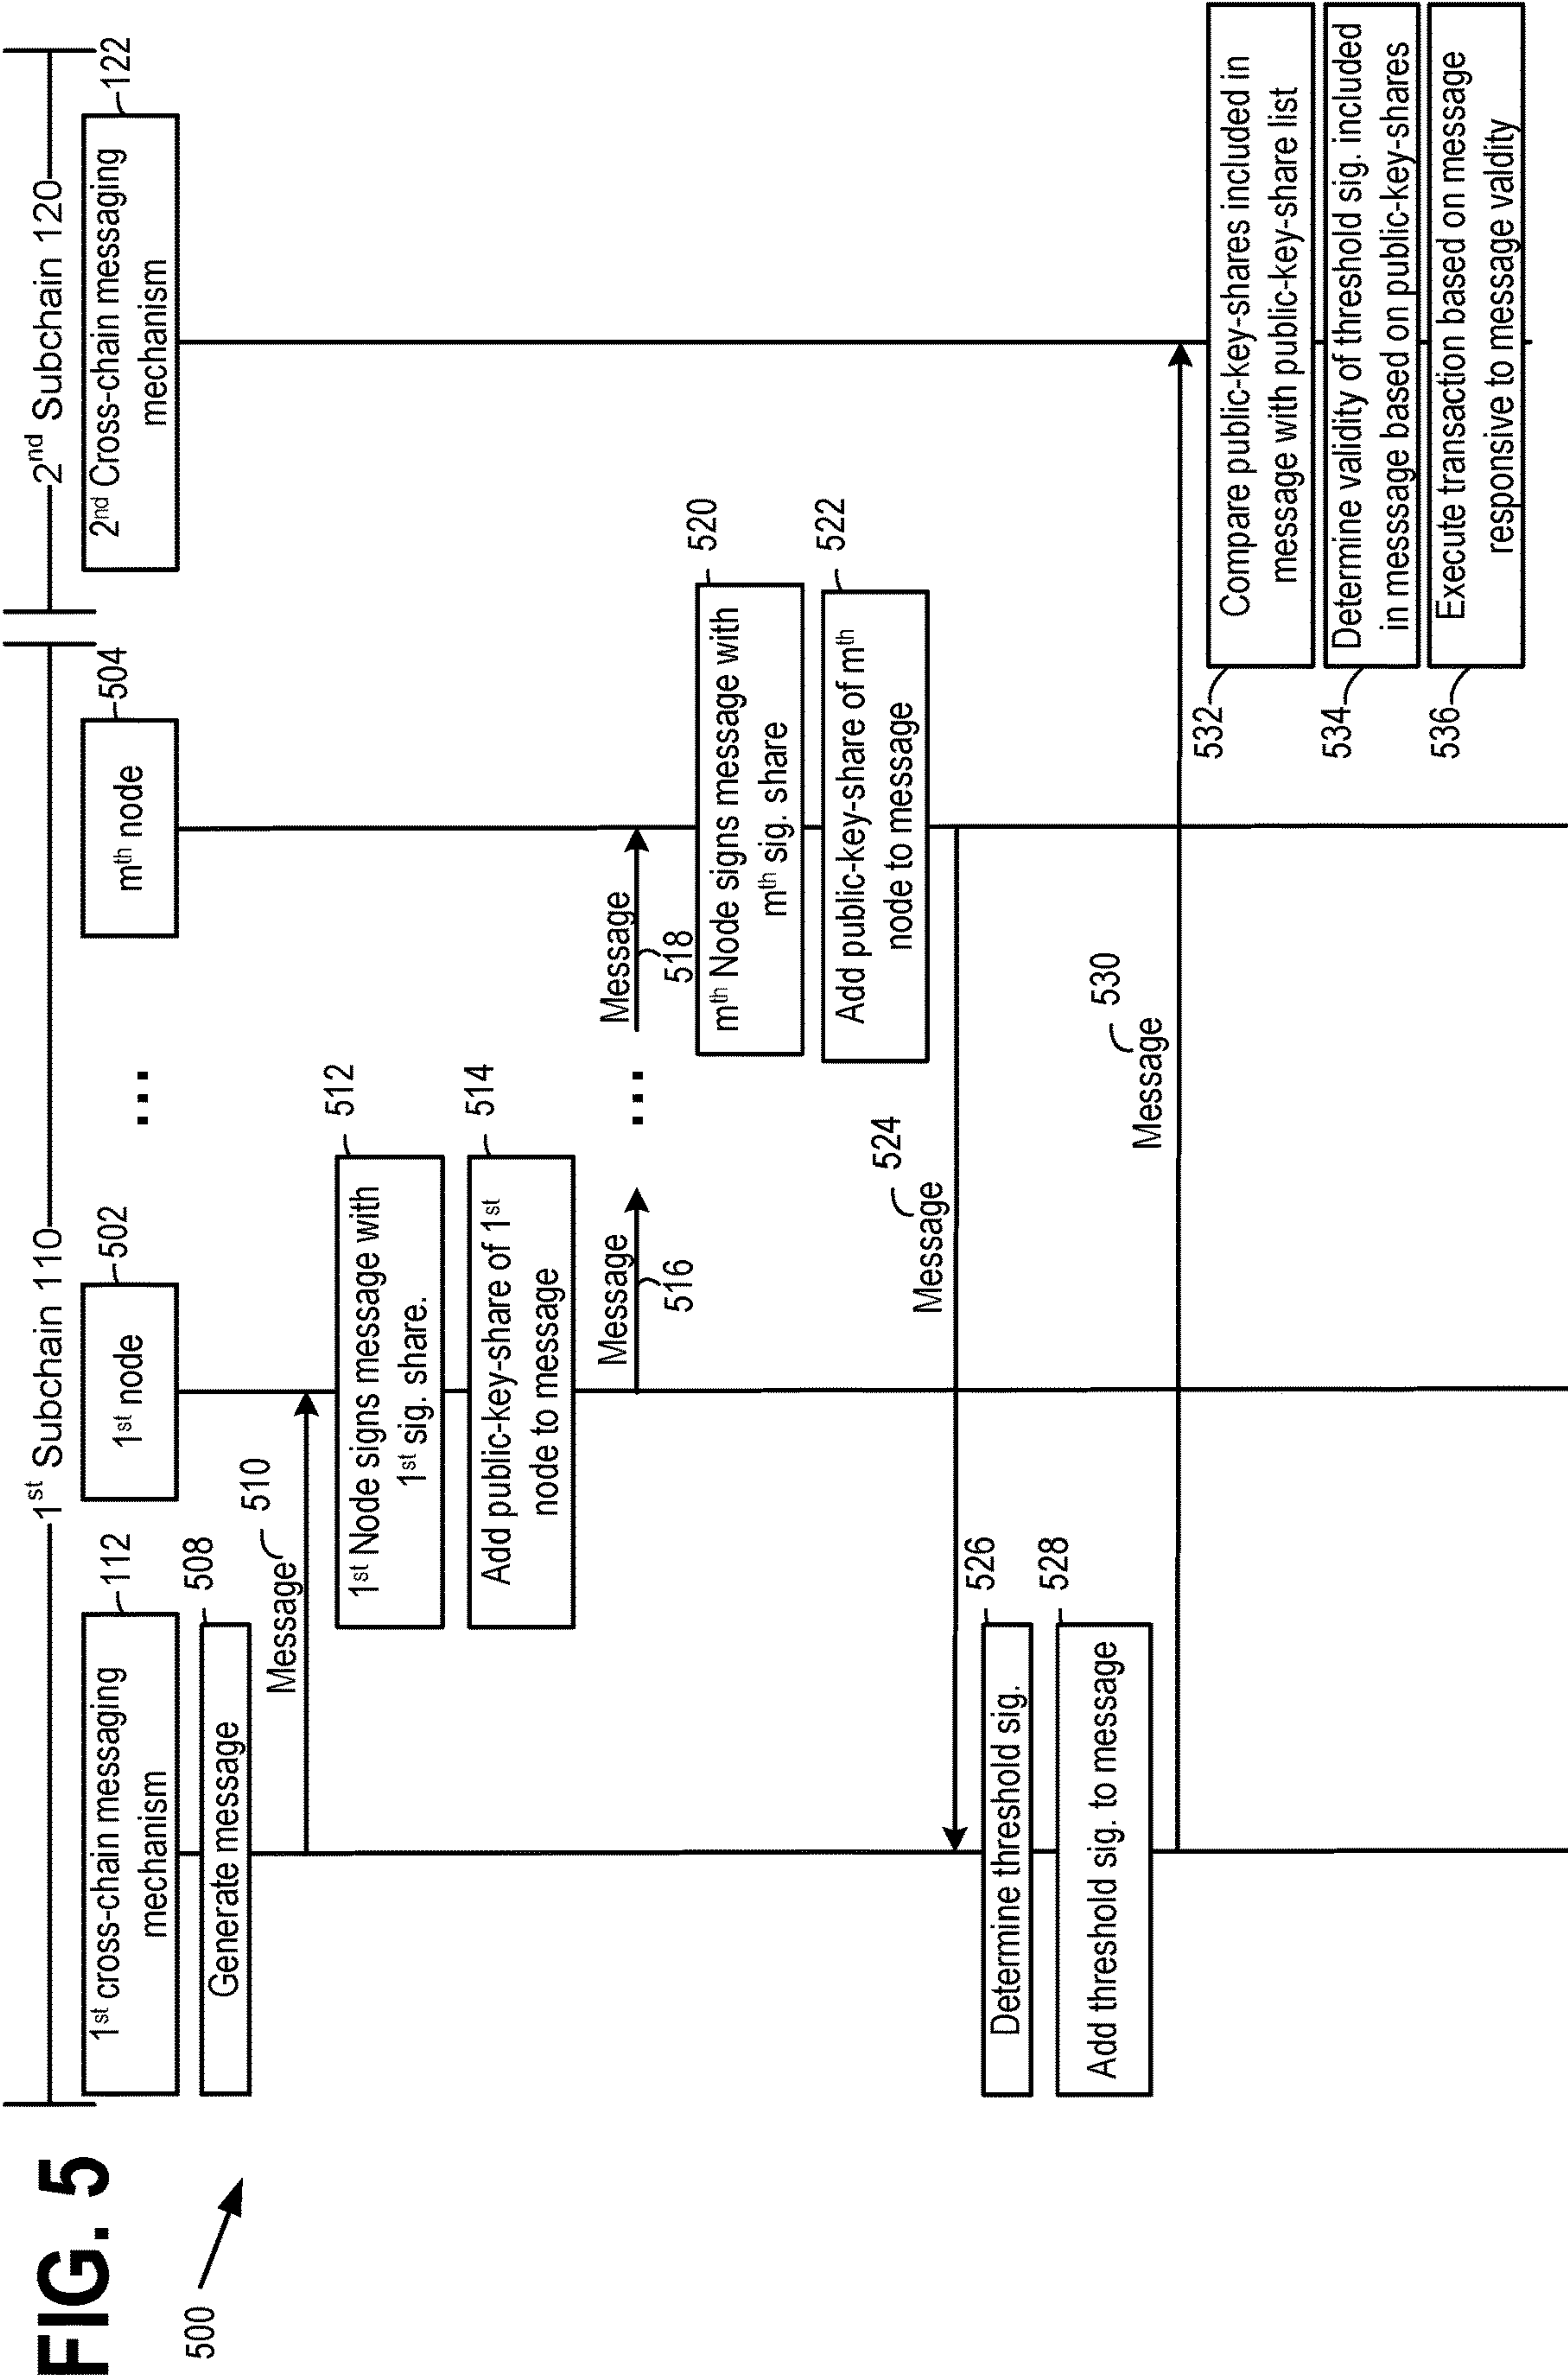 FIG. 5
500
1st Subchain 110
2nd Subchain 120
1st cross-chain messaging
mechanism
112
1st node
502
...
mth node
504
2nd Cross-chain messaging
mechanism
122
Generate message
508
Message
510
1st Node signs message with
1st sig. share.
512
Add public-key-share of 1st
node to message
514
Message
516
...
Message
518
mth Node signs message with
mth sig. share
520
Add public-key-share of mth
node to message
522
Message
524
Determine threshold sig.
526
Add threshold sig. to message
528
Message
530
532
Compare public-key-shares included in
message with public-key-share list
534
Determine validity of threshold sig. included
in messsage based on public-key-shares
536
Execute transaction based on message
responsive to message valdity